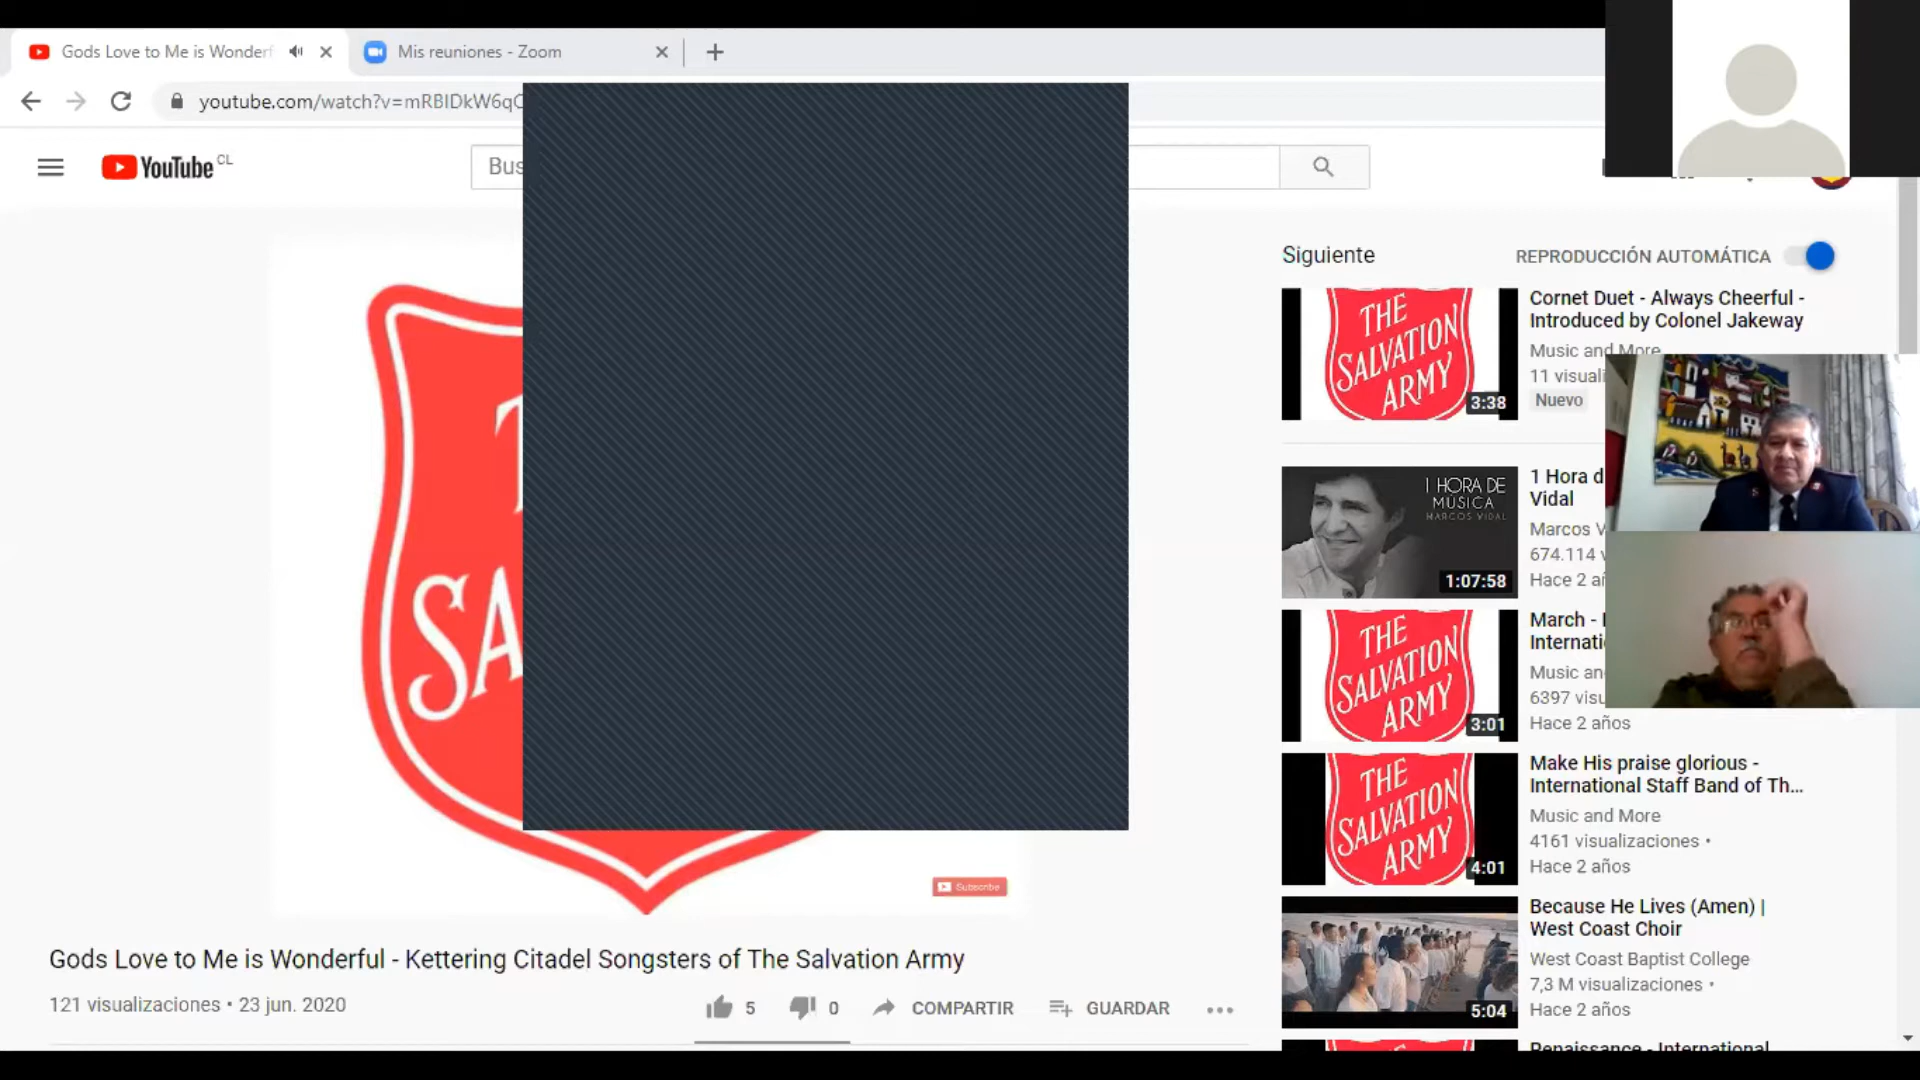 Gods Love to Me is Wonderf
Mis reuniones - Zoom
youtube.com/watch?v=mRBIDkW6q
YouTube CL
Bus
Siguiente
REPRODUCCIÓN AUTOMÁTICA
THE
SALVATION
ARMY
3:38
Cornet Duet - Always Cheerful -
Introduced by Colonel Jakeway
Music and More
11 visuali
Nuevo
1 HORA DE
MÚSICA
MARCOS VIDAL
1:07:58
1 Hora d
Vidal
Marcos V
674.114
Hace 2 añ
THE
SALVATION
ARMY
3:01
March -
Internati
Music an
6397 visu
Hace 2 años
SA
THE
SALVATION
ARMY
4:01
Make His praise glorious -
International Staff Band of Th...
Music and More
4161 visualizaciones •
Hace 2 años
Subscribe
5:04
Because He Lives (Amen) |
West Coast Choir
West Coast Baptist College
7,3 M visualizaciones •
Hace 2 años
Gods Love to Me is Wonderful - Kettering Citadel Songsters of The Salvation Army
121 visualizaciones • 23 jun. 2020
5
0
COMPARTIR
GUARDAR
Renaissance - International